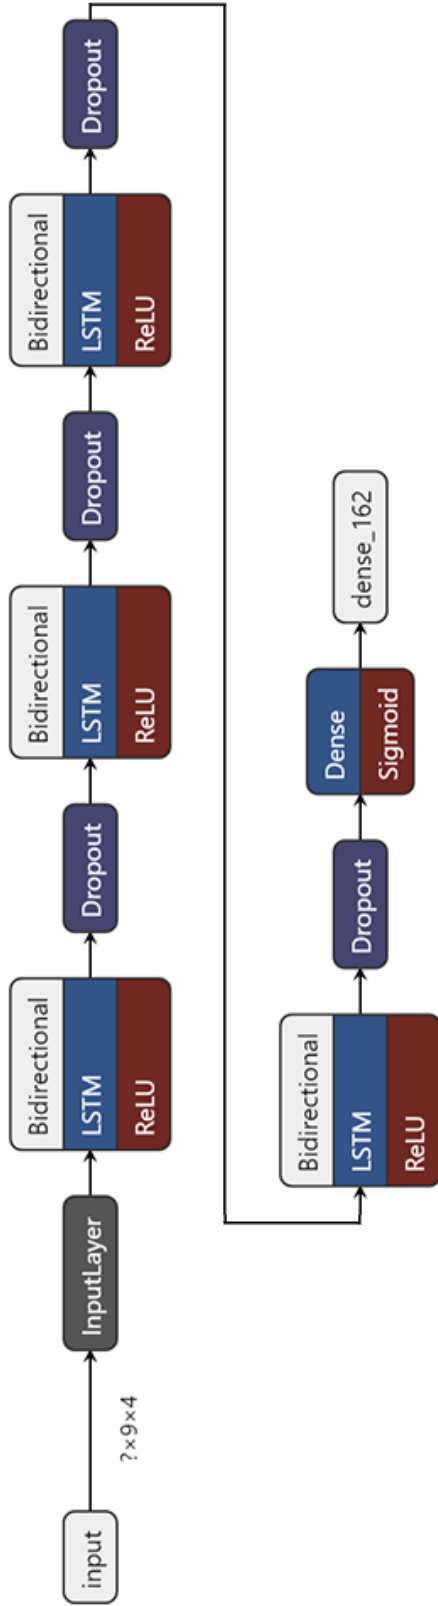 input
?×9×4
InputLayer
Bidirectional
LSTM
ReLU
Dropout
Bidirectional
LSTM
ReLU
Dropout
Bidirectional
LSTM
ReLU
Dropout
Bidirectional
LSTM
ReLU
Dropout
Dense
Sigmoid
dense_162